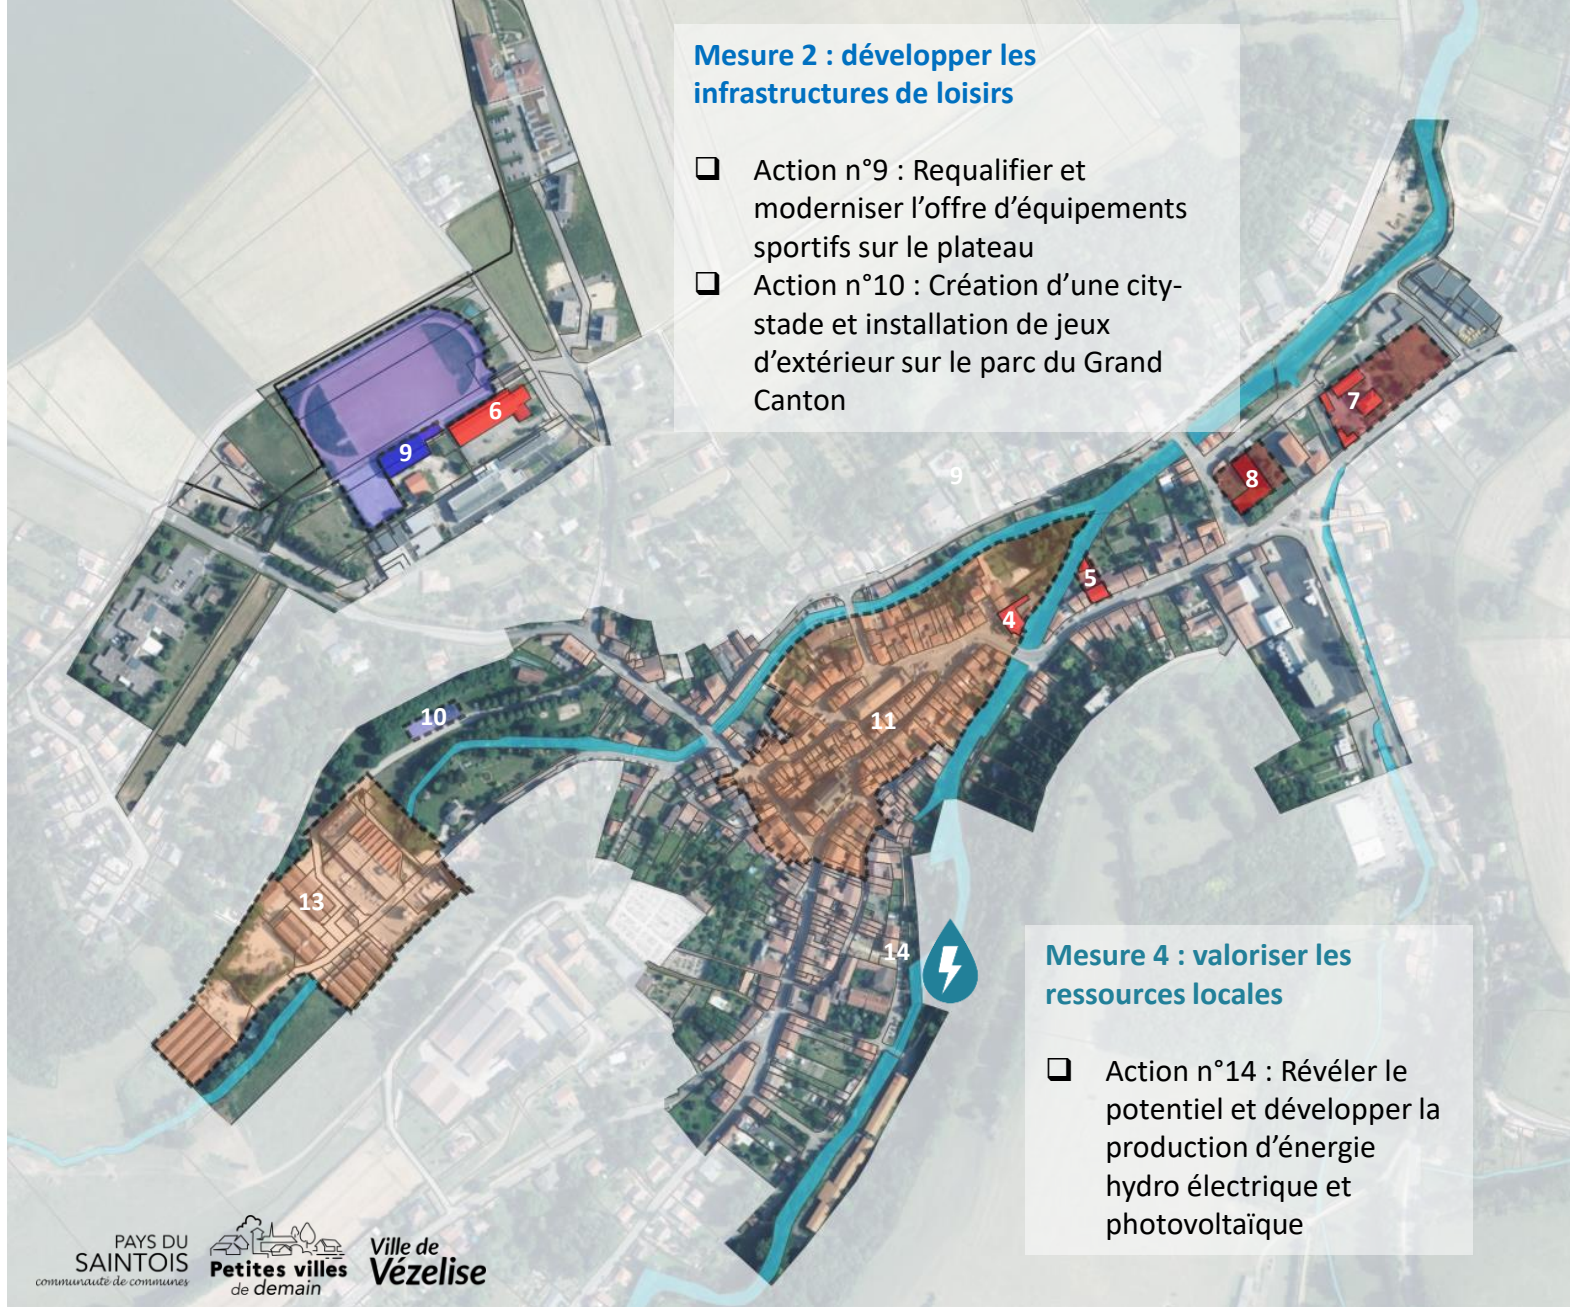 Mesure 2 : développer les
infrastructures de loisirs
❑ Action n°9 : Requalifier et
moderniser l’offre d’équipements
sportifs sur le plateau
❑ Action n°10 : Création d’une city-
stade et installation de jeux
d’extérieur sur le parc du Grand
Canton
6
9
9
7
8
5
4
10
11
13
14
Mesure 4 : valoriser les
ressources locales
❑ Action n°14 : Révéler le
potentiel et développer la
production d’énergie
hydro électrique et
photovoltaïque
PAYS DU
SAINTOIS
communauté de communes
Petites villes
de demain
Ville de
Vézelise